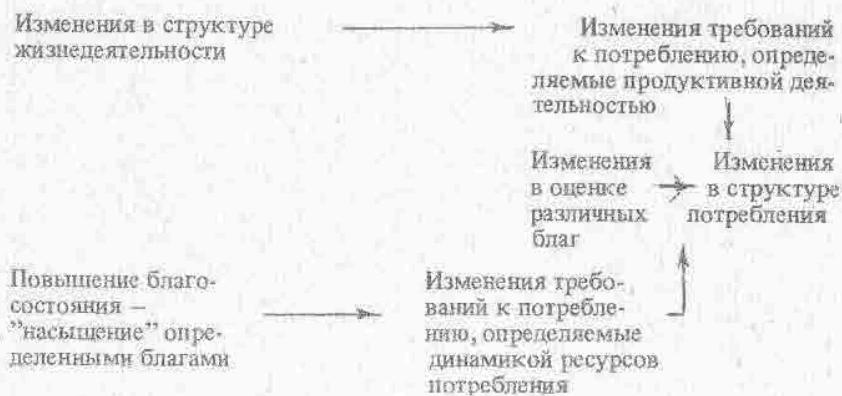 Изменения в структуре
жизнедеятельности
Изменения требований
к потреблению, опреде-
ляемые продуктивной дея-
тельностью
Изменения
в оценке
различных
благ
Изменения
в структуре
потребления
Повышение благо-
состояния –
"насыщение" опре-
деленными благами
Изменения требо-
ваний к потребле-
нию, определяемые
динамикой ресурсов
потребления